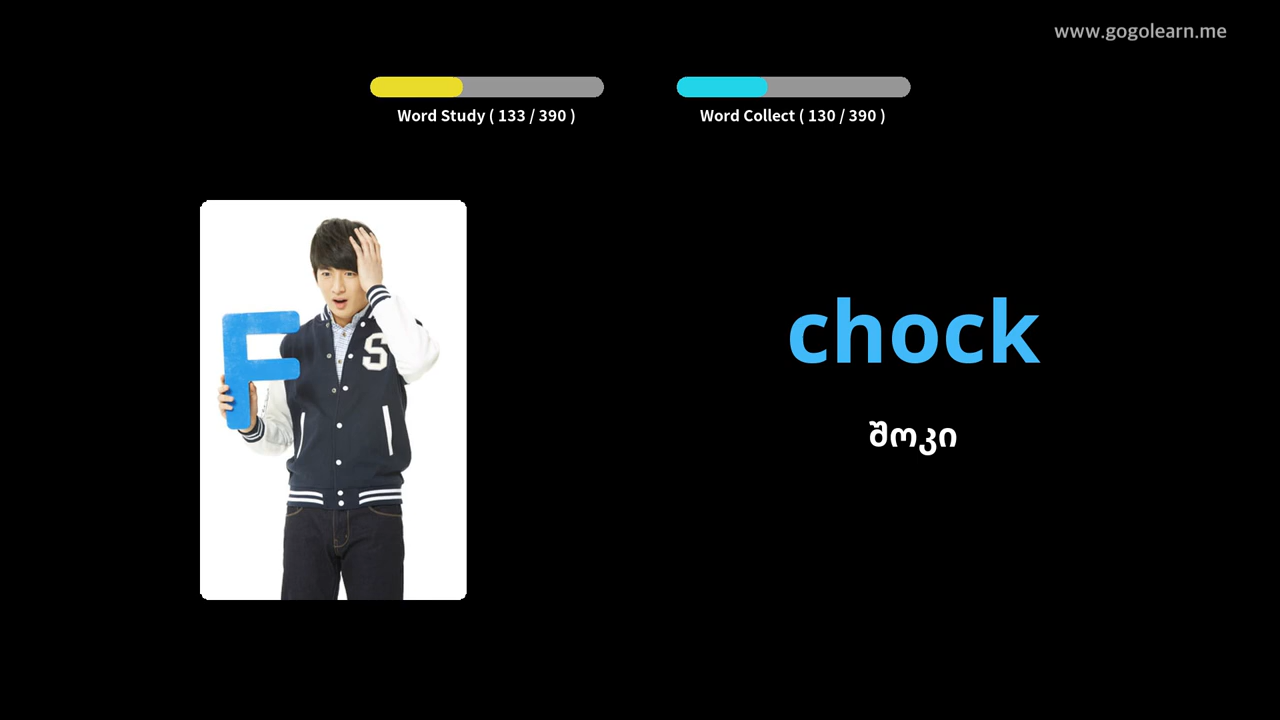 www.gogolearn.me
Word Study ( 133 / 390 )
Word Collect ( 130 / 390 )
F
S
chock
შოკი